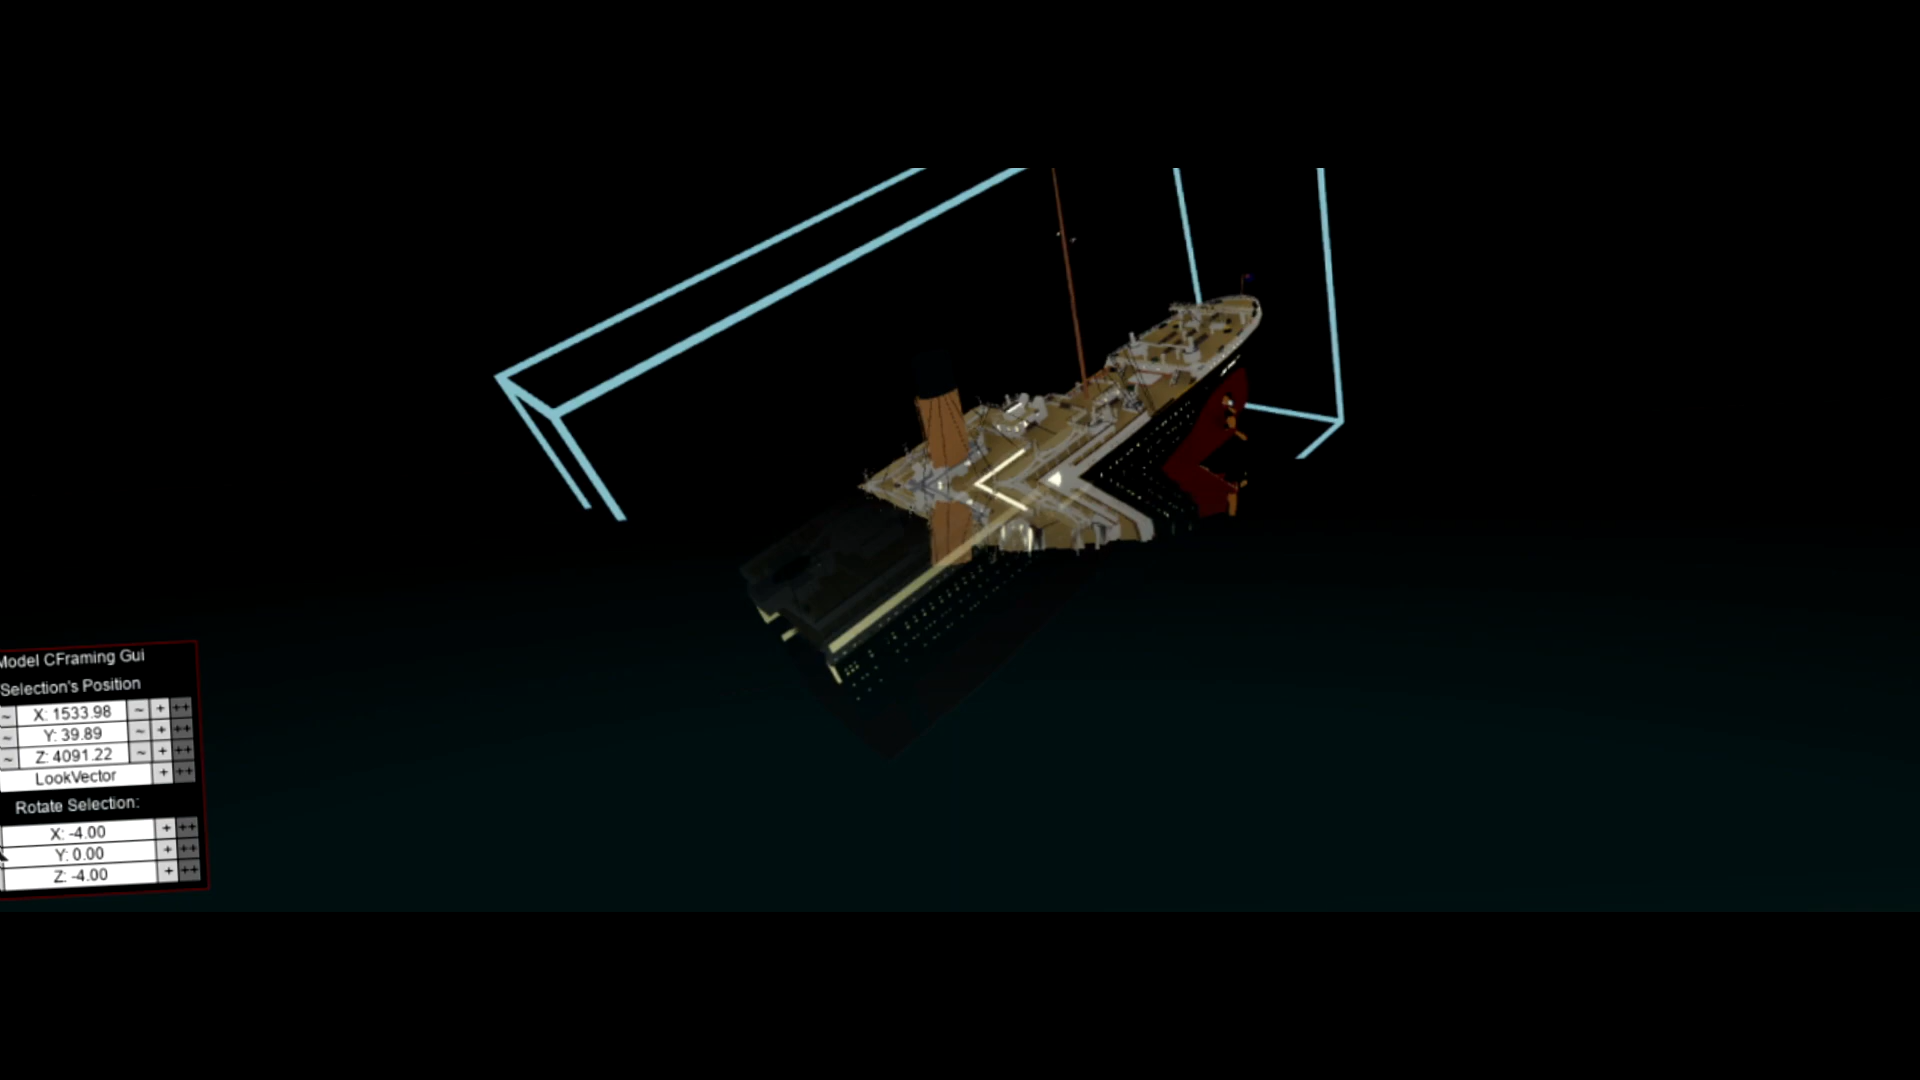 Model CFraming Gui
Selection's Position
~ X: 1533.98 ~ + ++
~ Y: 39.89 ~ + ++
~ Z: 4091.22 ~ + ++
LookVector + ++
Rotate Selection:
X: -4.00 + ++
Y: 0.00 + ++
Z: -4.00 + ++